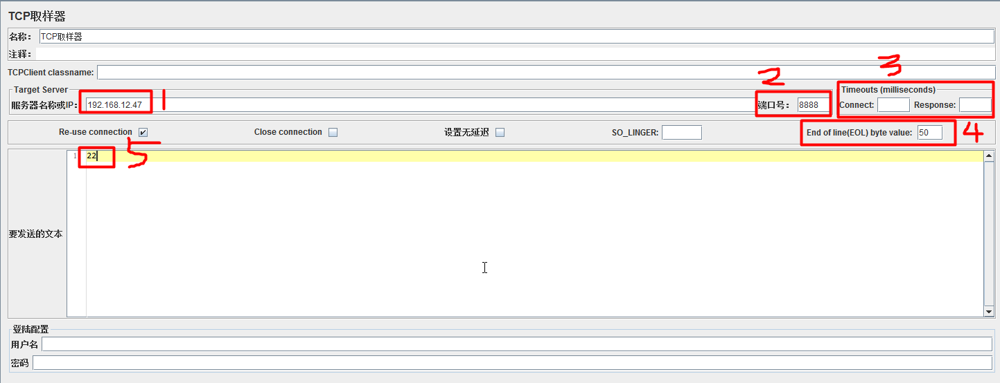 TCP取样器
名称： TCP取样器
注释：
TCPClient classname:
Target Server
服务器名称或IP： 192.168.12.47 1
端口号： 8888 2
Timeouts (milliseconds) 3
Connect: Response:
Re-use connection Close connection 设置无延迟 SO_LINGER: End of line(EOL) byte value: 50 4
1 22 5
要发送的文本
登陆配置
用户名
密码